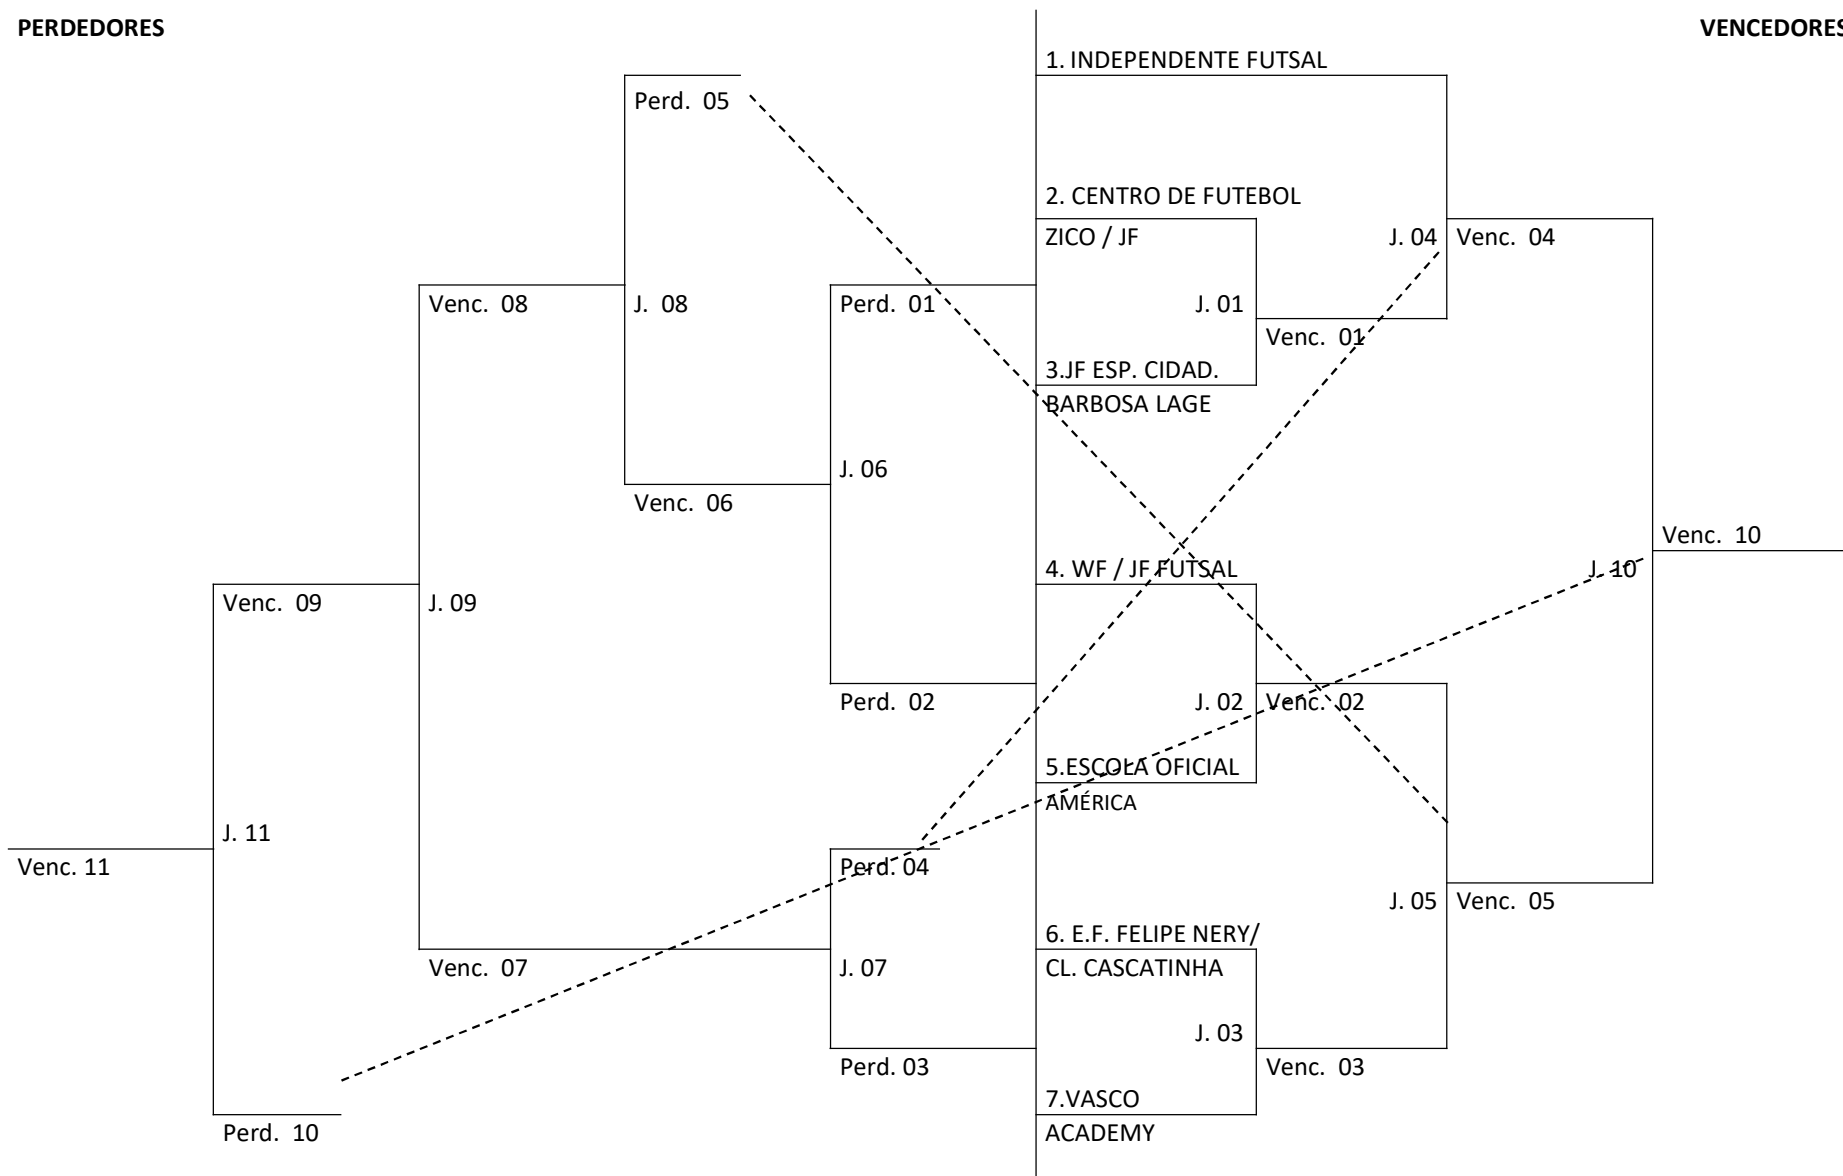 PERDEDORES
VENCEDORES
1. INDEPENDENTE FUTSAL
Perd. 05
2. CENTRO DE FUTEBOL
ZICO / JF
J. 04
Venc. 04
Venc. 08
J. 08
Perd. 01
J. 01
Venc. 01
3.JF ESP. CIDAD.
BARBOSA LAGE
J. 06
Venc. 06
Venc. 10
4. WF / JF FUTSAL
J. 10
Venc. 09
J. 09
Perd. 02
J. 02
Venc. 02
5.ESCOLA OFICIAL
AMÉRICA
J. 11
Venc. 11
Perd. 04
J. 05
Venc. 05
6. E.F. FELIPE NERY/
CL. CASCATINHA
Venc. 07
J. 07
J. 03
Perd. 03
Venc. 03
7.VASCO
ACADEMY
Perd. 10